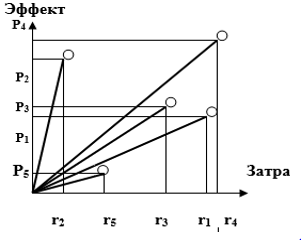 Эффект
P₄
P₂
P₃
P₁
P₅
Затра
r₂ r₅ r₃ r₁ r₄